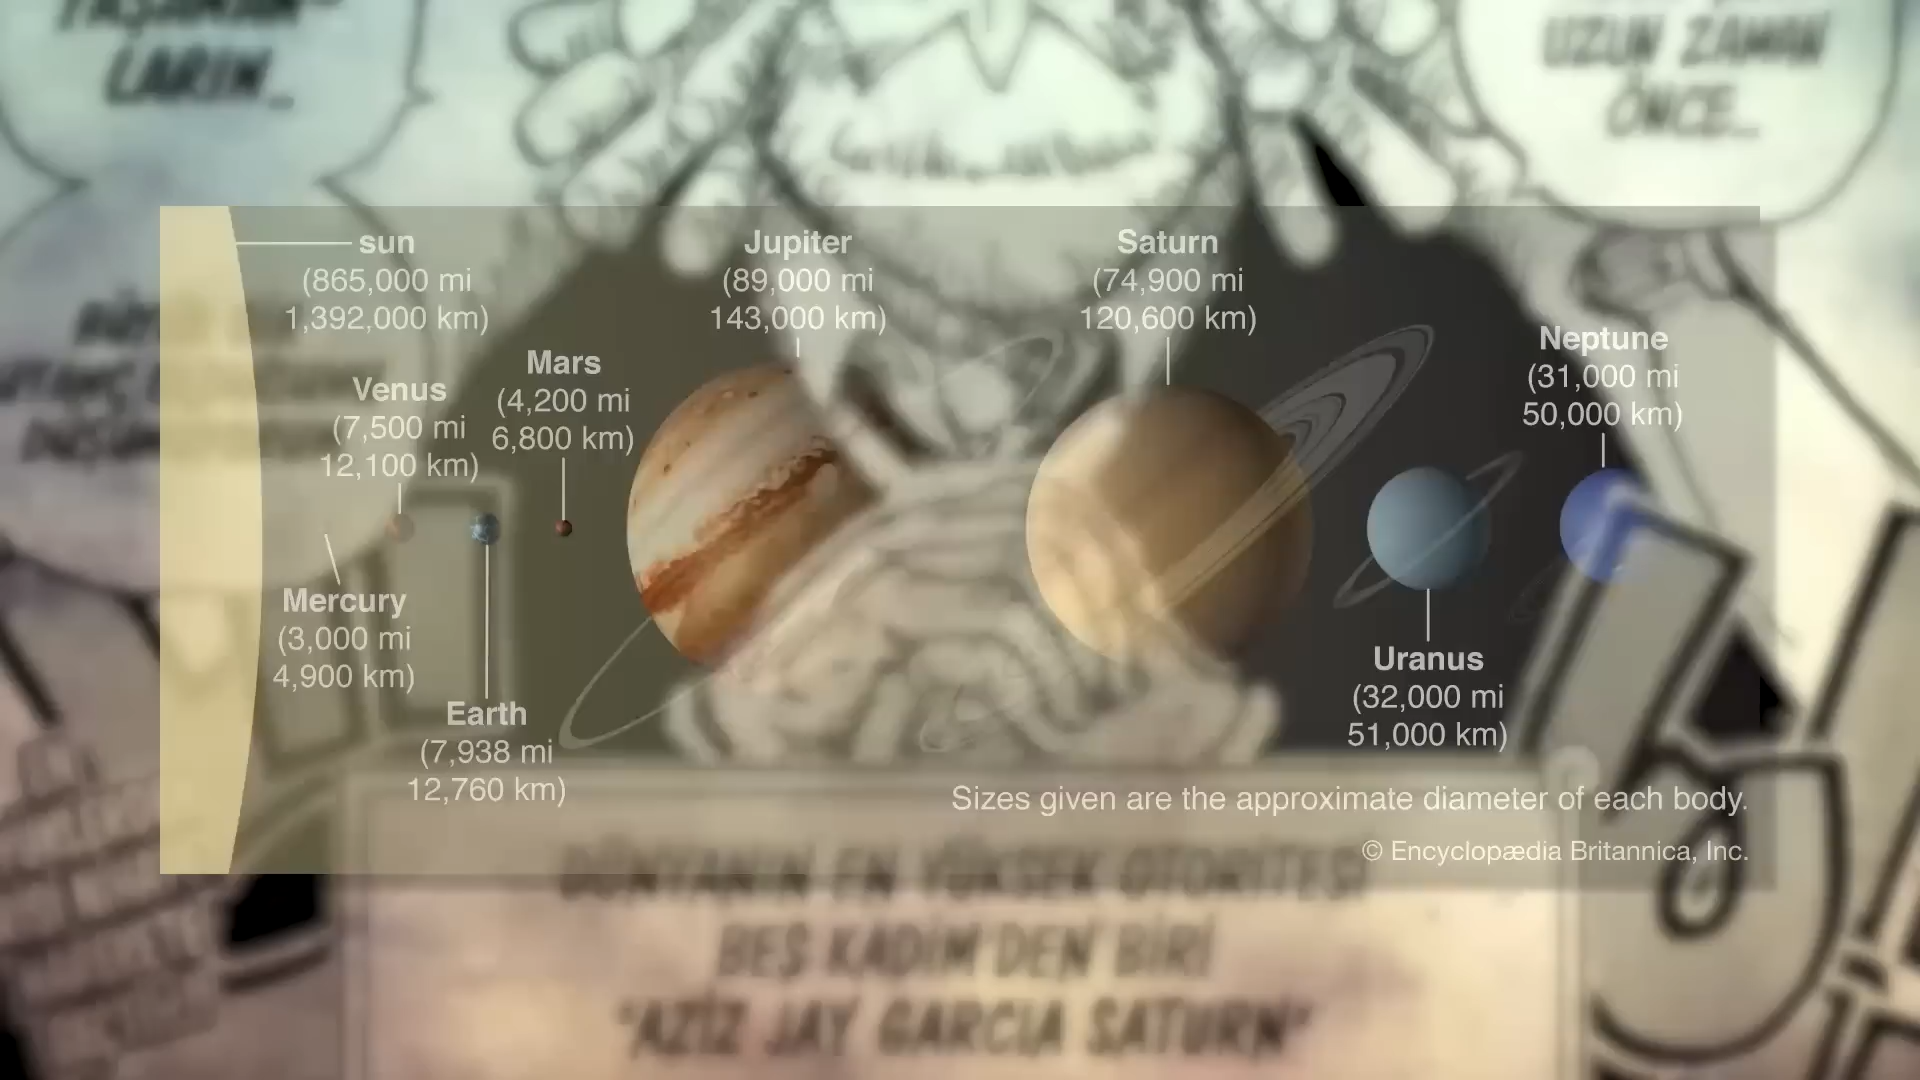 TAŞAMAN-
LARIN...
UZUN ZAMAN
ÖNCE...
sun
(865,000 mi
1,392,000 km)
Jupiter
(89,000 mi
143,000 km)
Saturn
(74,900 mi
120,600 km)
Neptune
(31,000 mi
50,000 km)
Mars
(4,200 mi
6,800 km)
Venus
(7,500 mi
12,100 km)
Mercury
(3,000 mi
4,900 km)
Earth
(7,938 mi
12,760 km)
Uranus
(32,000 mi
51,000 km)
Sizes given are the approximate diameter of each body.
© Encyclopædia Britannica, Inc.
DÜNYANIN EN YÜKSEK OTORİTESİ
BEŞ KADİM'DEN BİRİ
"AZİZ JAY GARCIA SATURN"